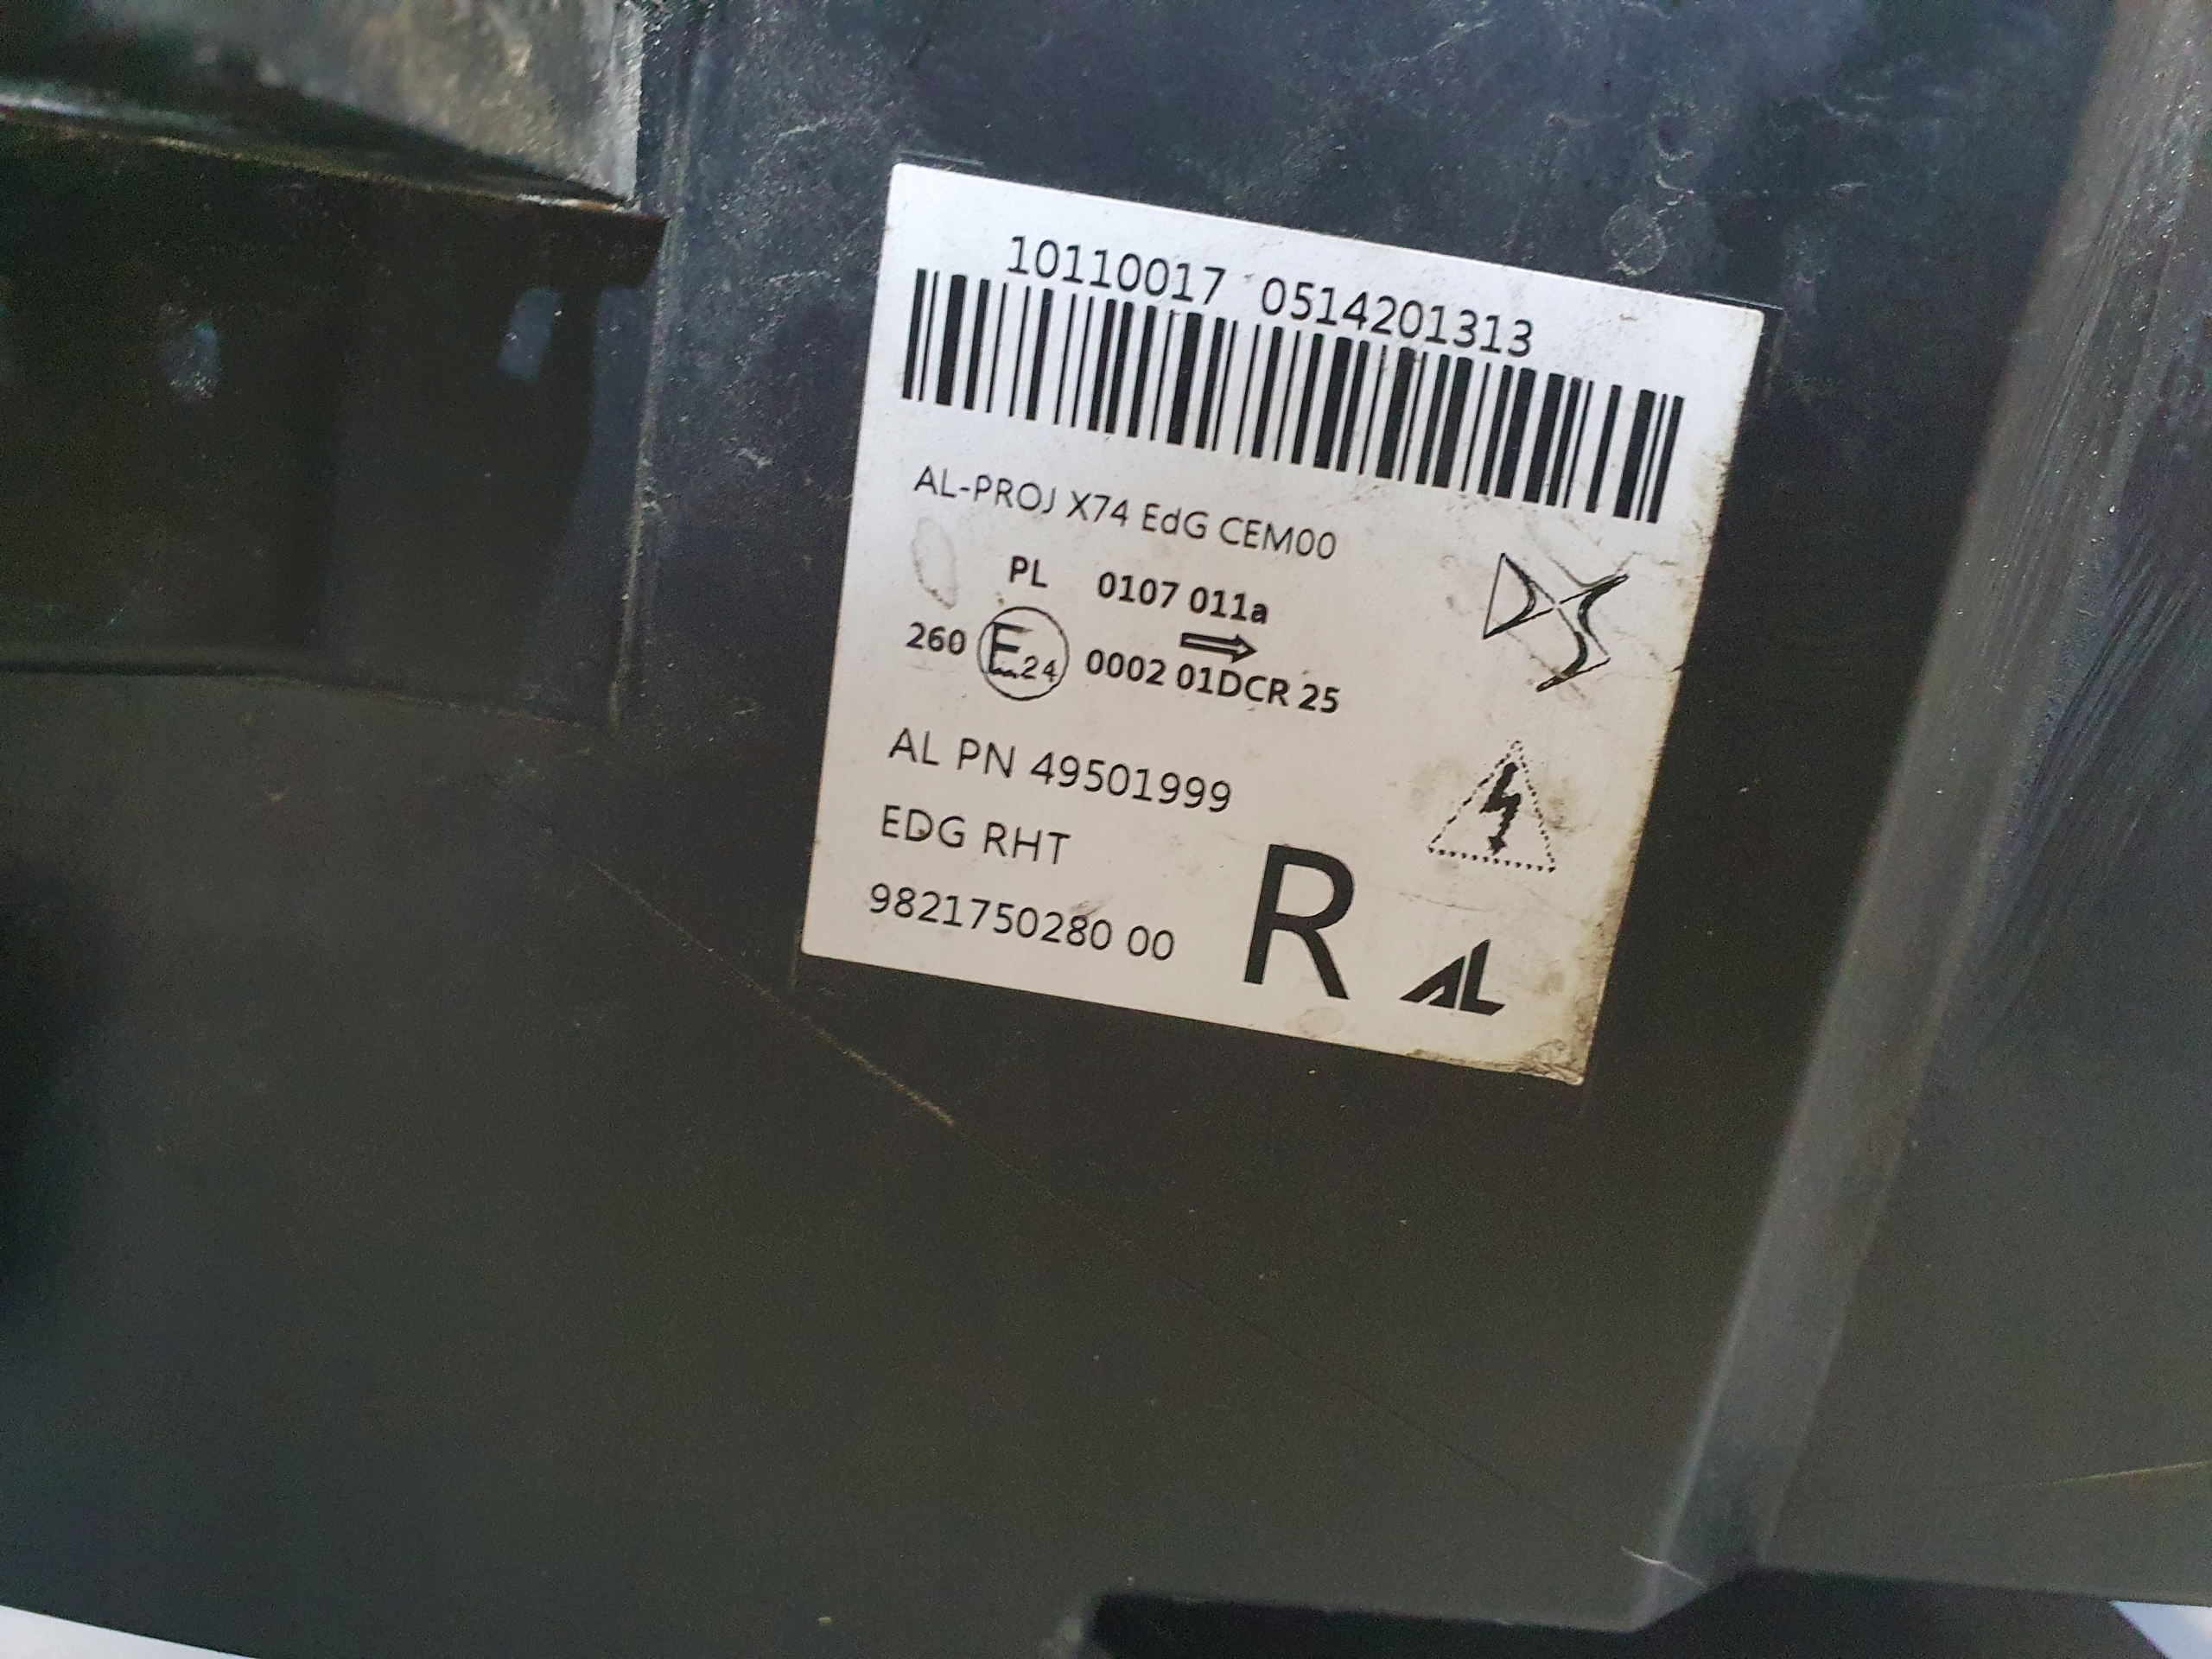 10110017 0514201313
AL-PROJ X74 EdG CEM00
PL 0107 011a
260 E24 0002 01DCR 25
AL PN 49501999
EDG RHT
9821750280 00
R
AL
DS